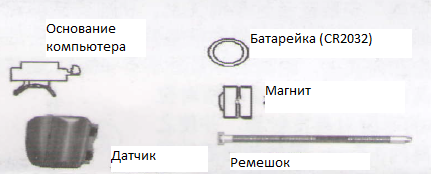 Основание
компьютера
Батарейка (CR2032)
Магнит
Датчик
Ремешок